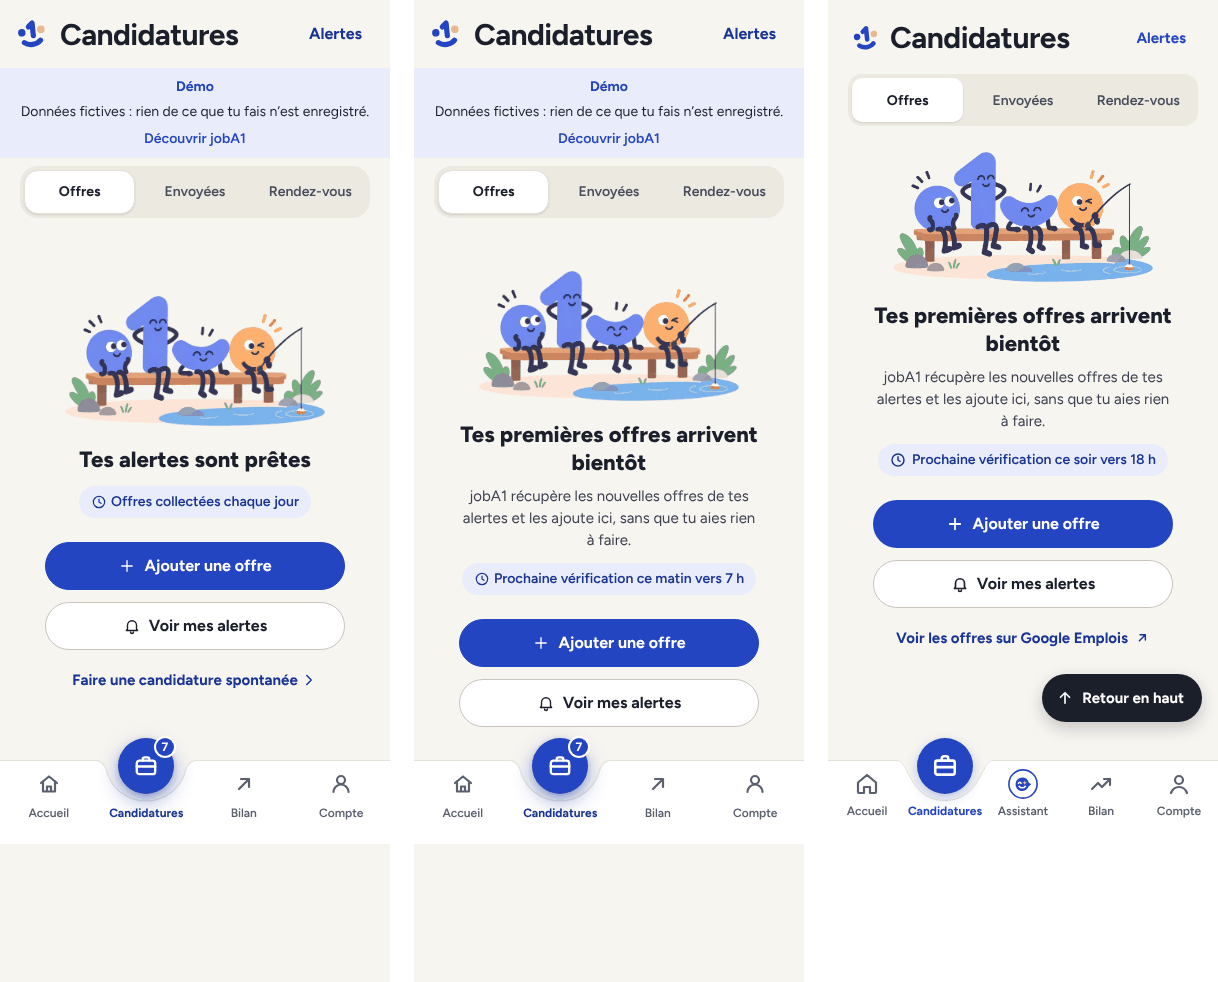 Candidatures
Alertes
Démo
Données fictives : rien de ce que tu fais n’est enregistré.
Découvrir jobA1
Offres
Envoyées
Rendez-vous
Tes alertes sont prêtes
Offres collectées chaque jour
Ajouter une offre
Voir mes alertes
Faire une candidature spontanée
7
Accueil
Candidatures
Bilan
Compte
Candidatures
Alertes
Démo
Données fictives : rien de ce que tu fais n’est enregistré.
Découvrir jobA1
Offres
Envoyées
Rendez-vous
Tes premières offres arrivent
bientôt
jobA1 récupère les nouvelles offres de tes
alertes et les ajoute ici, sans que tu aies rien
à faire.
Prochaine vérification ce matin vers 7 h
Ajouter une offre
Voir mes alertes
7
Accueil
Candidatures
Bilan
Compte
Candidatures
Alertes
Offres
Envoyées
Rendez-vous
Tes premières offres arrivent
bientôt
jobA1 récupère les nouvelles offres de tes
alertes et les ajoute ici, sans que tu aies rien
à faire.
Prochaine vérification ce soir vers 18 h
Ajouter une offre
Voir mes alertes
Voir les offres sur Google Emplois
Retour en haut
Accueil
Candidatures
Assistant
Bilan
Compte